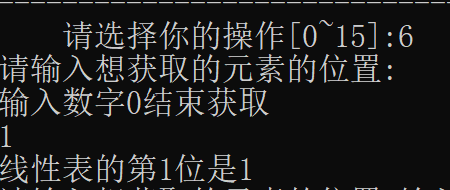 请选择你的操作[0~15]:6
请输入想获取的元素的位置:
输入数字0结束获取
1
线性表的第1位是1